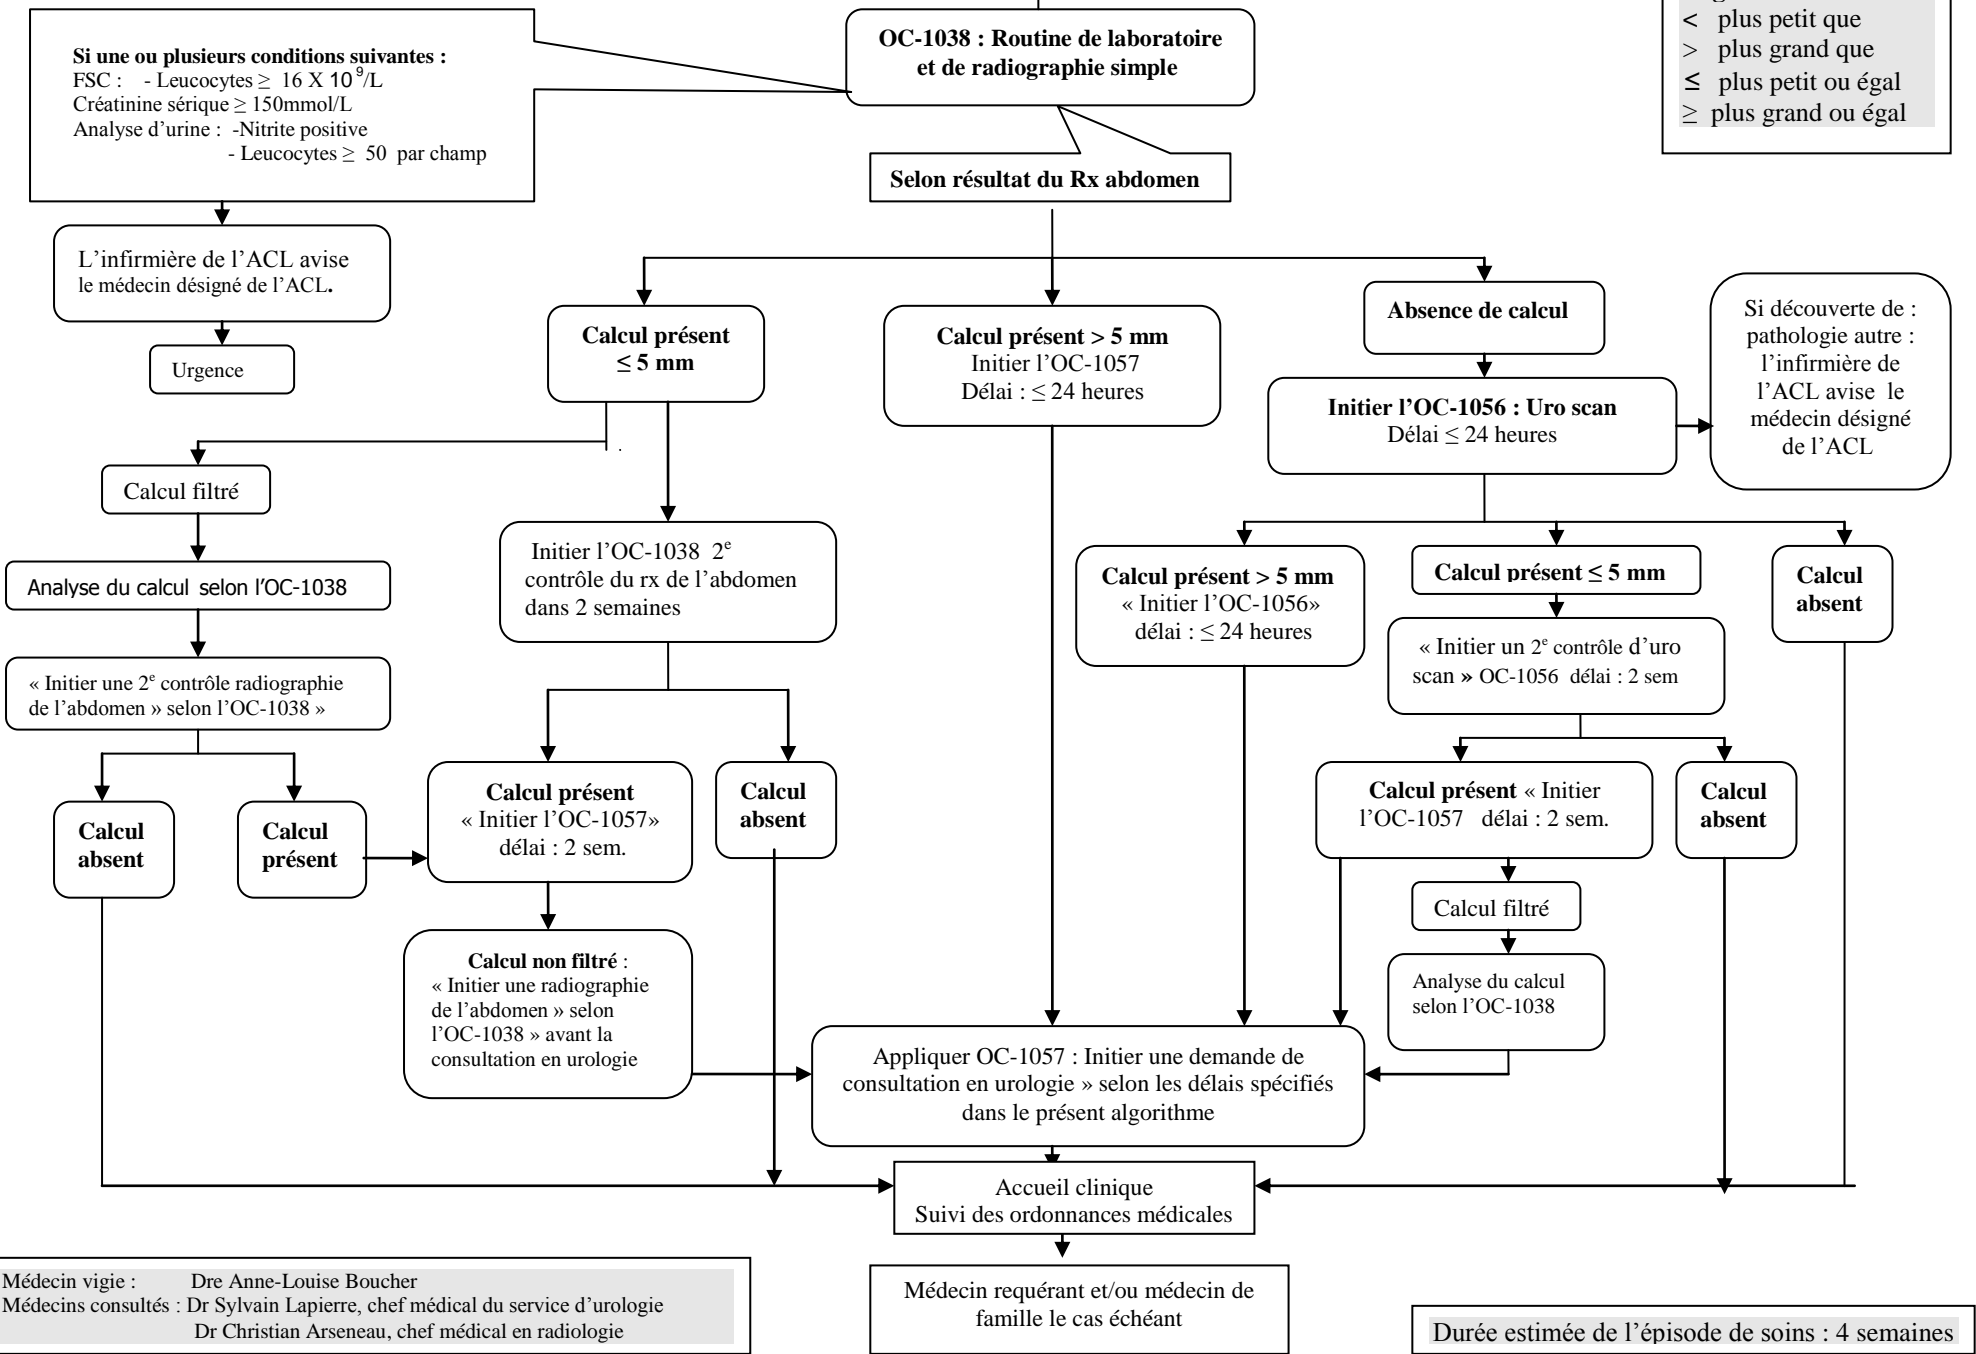 Si une ou plusieurs conditions suivantes :
FSC : - Leucocytes ≥ 16 X 10⁹/L
Créatinine sérique ≥ 150mmol/L
Analyse d’urine : -Nitrite positive
- Leucocytes ≥ 50 par champ
OC-1038 : Routine de laboratoire
et de radiographie simple
< plus petit que
> plus grand que
≤ plus petit ou égal
≥ plus grand ou égal
Selon résultat du Rx abdomen
L’infirmière de l’ACL avise
le médecin désigné de l’ACL.
Urgence
Calcul présent
≤ 5 mm
Calcul présent > 5 mm
Initier l’OC-1057
Délai : ≤ 24 heures
Absence de calcul
Initier l’OC-1056 : Uro scan
Délai ≤ 24 heures
Si découverte de :
pathologie autre :
l’infirmière de
l’ACL avise le
médecin désigné
de l’ACL
Calcul filtré
Analyse du calcul selon l’OC-1038
« Initier une 2e contrôle radiographie
de l’abdomen » selon l’OC-1038 »
Initier l’OC-1038 2e
contrôle du rx de l’abdomen
dans 2 semaines
Calcul présent > 5 mm
« Initier l’OC-1056»
délai : ≤ 24 heures
Calcul présent ≤ 5 mm
Calcul
absent
« Initier un 2e contrôle d’uro
scan » OC-1056 délai : 2 sem
Calcul
absent
Calcul
présent
Calcul présent
« Initier l’OC-1057»
délai : 2 sem.
Calcul
absent
Calcul présent « Initier
l’OC-1057 délai : 2 sem.
Calcul
absent
Calcul filtré
Analyse du calcul
selon l’OC-1038
Calcul non filtré :
« Initier une radiographie
de l’abdomen » selon
l’OC-1038 » avant la
consultation en urologie
Appliquer OC-1057 : Initier une demande de
consultation en urologie » selon les délais spécifiés
dans le présent algorithme
Accueil clinique
Suivi des ordonnances médicales
Médecin requérant et/ou médecin de
famille le cas échéant
Médecin vigie : Dre Anne-Louise Boucher
Médecins consultés : Dr Sylvain Lapierre, chef médical du service d’urologie
Dr Christian Arseneau, chef médical en radiologie
Durée estimée de l’épisode de soins : 4 semaines